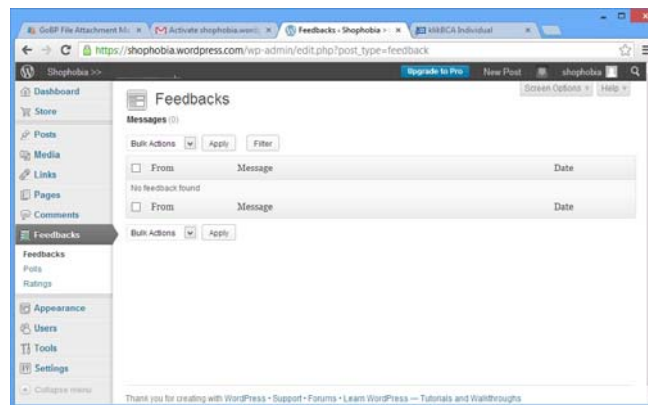 GoBP File Attachment Ma
Activate shophobia.wordp
Feedbacks ‹ Shophobia >
klikBCA Individual
https://shophobia.wordpress.com/wp-admin/edit.php?post_type=feedback
Shophobia >>
Upgrade to Pro
New Post
shophobia
Screen Options
Help
Dashboard
Store
Posts
Media
Links
Pages
Comments
Feedbacks
Feedbacks
Polls
Ratings
Appearance
Users
Tools
Settings
Collapse menu
Feedbacks
Messages (0)
Bulk Actions Apply Filter
From Message Date
No feedback found
From Message Date
Bulk Actions Apply
Thank you for creating with WordPress • Support • Forums • Learn WordPress — Tutorials and Walkthroughs